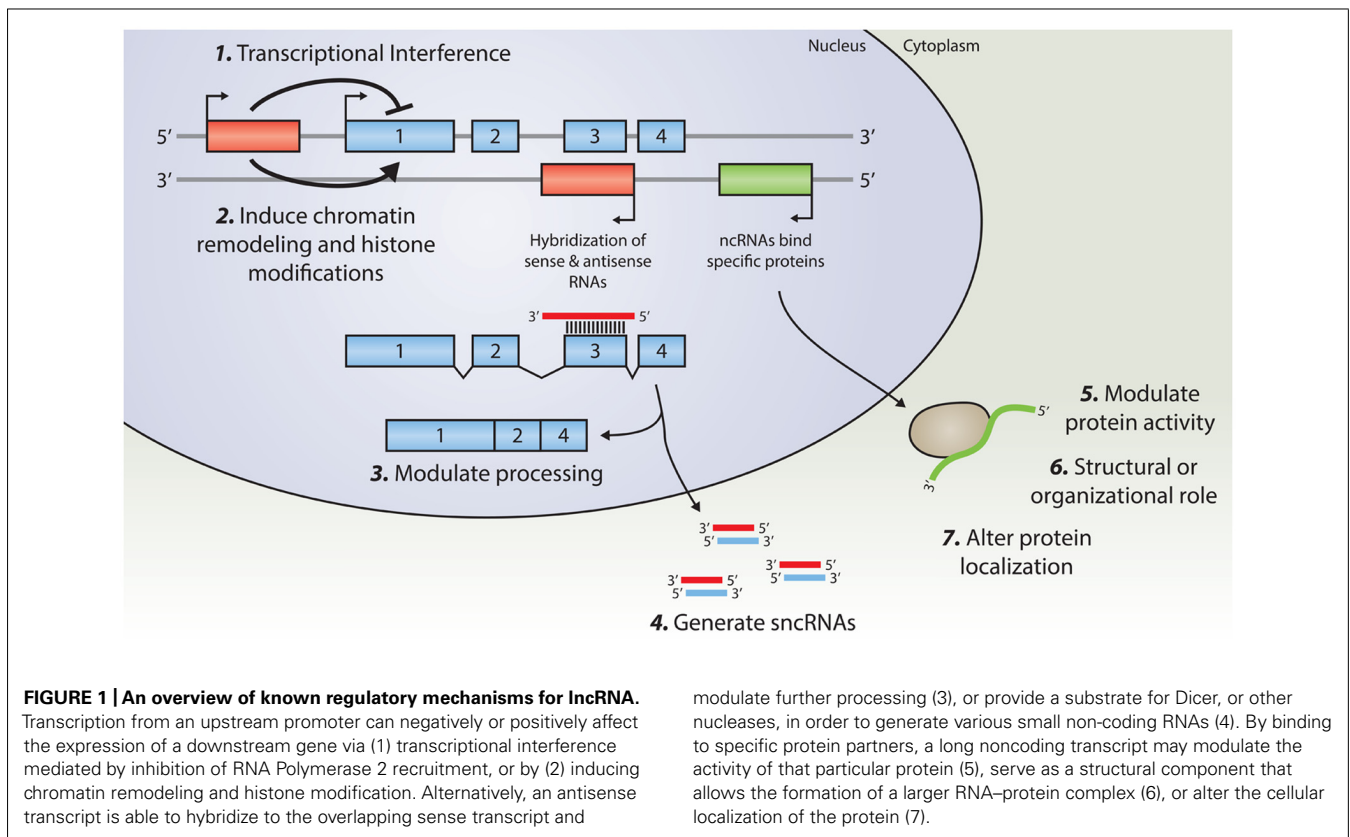 1. Transcriptional Interference
Nucleus
Cytoplasm
5′
1
2
3
4
3′
3′
5′
2. Induce chromatin
remodeling and histone
modifications
Hybridization of
sense & antisense
RNAs
ncRNAs bind
specific proteins
3′
5′
1
2
3
4
1
2
4
3. Modulate processing
5′
3′
5. Modulate
protein activity
6. Structural or
organizational role
7. Alter protein
localization
3′
5′
5′
3′
3′
5′
5′
3′
3′
5′
5′
3′
4. Generate sncRNAs
FIGURE 1 | An overview of known regulatory mechanisms for lncRNA.
Transcription from an upstream promoter can negatively or positively affect
the expression of a downstream gene via (1) transcriptional interference
mediated by inhibition of RNA Polymerase 2 recruitment, or by (2) inducing
chromatin remodeling and histone modification. Alternatively, an antisense
transcript is able to hybridize to the overlapping sense transcript and
modulate further processing (3), or provide a substrate for Dicer, or other
nucleases, in order to generate various small non-coding RNAs (4). By binding
to specific protein partners, a long noncoding transcript may modulate the
activity of that particular protein (5), serve as a structural component that
allows the formation of a larger RNA–protein complex (6), or alter the cellular
localization of the protein (7).